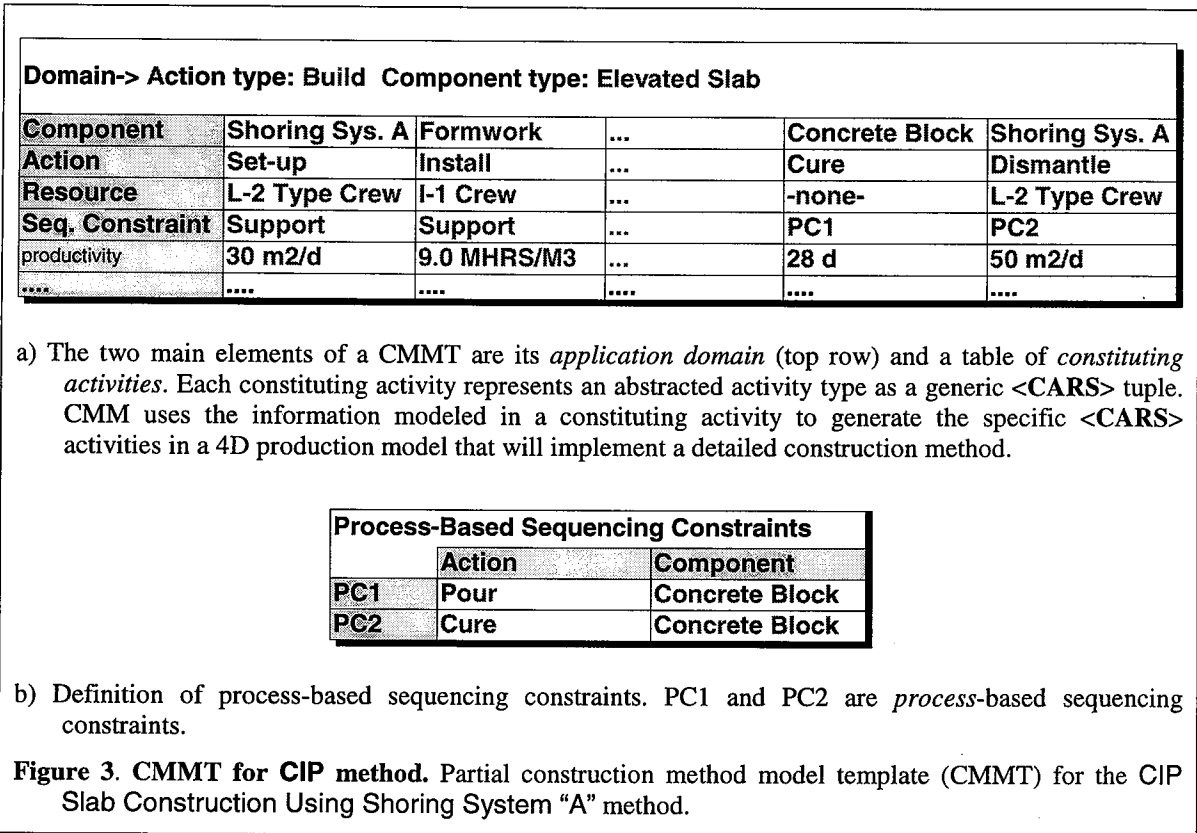 Domain-> Action type: Build Component type: Elevated Slab
Component Shoring Sys. A Formwork ... Concrete Block Shoring Sys. A
Action Set-up Install ... Cure Dismantle
Resource L-2 Type Crew I-1 Crew ... -none- L-2 Type Crew
Seq. Constraint Support Support ... PC1 PC2
productivity 30 m2/d 9.0 MHRS/M3 ... 28 d 50 m2/d
.... .... .... .... .... ....
a) The two main elements of a CMMT are its application domain (top row) and a table of constituting
activities. Each constituting activity represents an abstracted activity type as a generic <CARS> tuple.
CMM uses the information modeled in a constituting activity to generate the specific <CARS>
activities in a 4D production model that will implement a detailed construction method.
Process-Based Sequencing Constraints
Action Component
PC1 Pour Concrete Block
PC2 Cure Concrete Block
b) Definition of process-based sequencing constraints. PC1 and PC2 are process-based sequencing
constraints.
Figure 3. CMMT for CIP method. Partial construction method model template (CMMT) for the CIP
Slab Construction Using Shoring System “A” method.